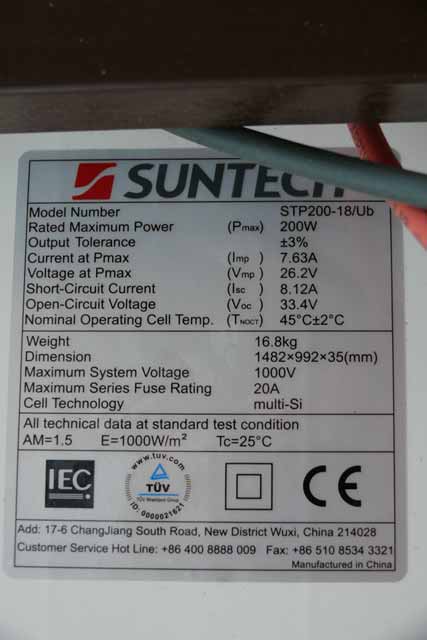 SUNTECH
Model Number STP200-18/Ub
Rated Maximum Power (Pmax) 200W
Output Tolerance ±3%
Current at Pmax (Imp) 7.63A
Voltage at Pmax (Vmp) 26.2V
Short-Circuit Current (Isc) 8.12A
Open-Circuit Voltage (Voc) 33.4V
Nominal Operating Cell Temp. (TNOCT) 45°C±2°C
Weight 16.8kg
Dimension 1482×992×35(mm)
Maximum System Voltage 1000V
Maximum Series Fuse Rating 20A
Cell Technology multi-Si
All technical data at standard test condition
AM=1.5 E=1000W/m² Tc=25°C
IEC
www.tuv.com
TÜV
TÜV Rheinland Group
ID: 0000021621
CE
Add: 17-6 ChangJiang South Road, New District Wuxi, China 214028
Customer Service Hot Line: +86 400 8888 009 Fax: +86 510 8534 3321
Manufactured in China